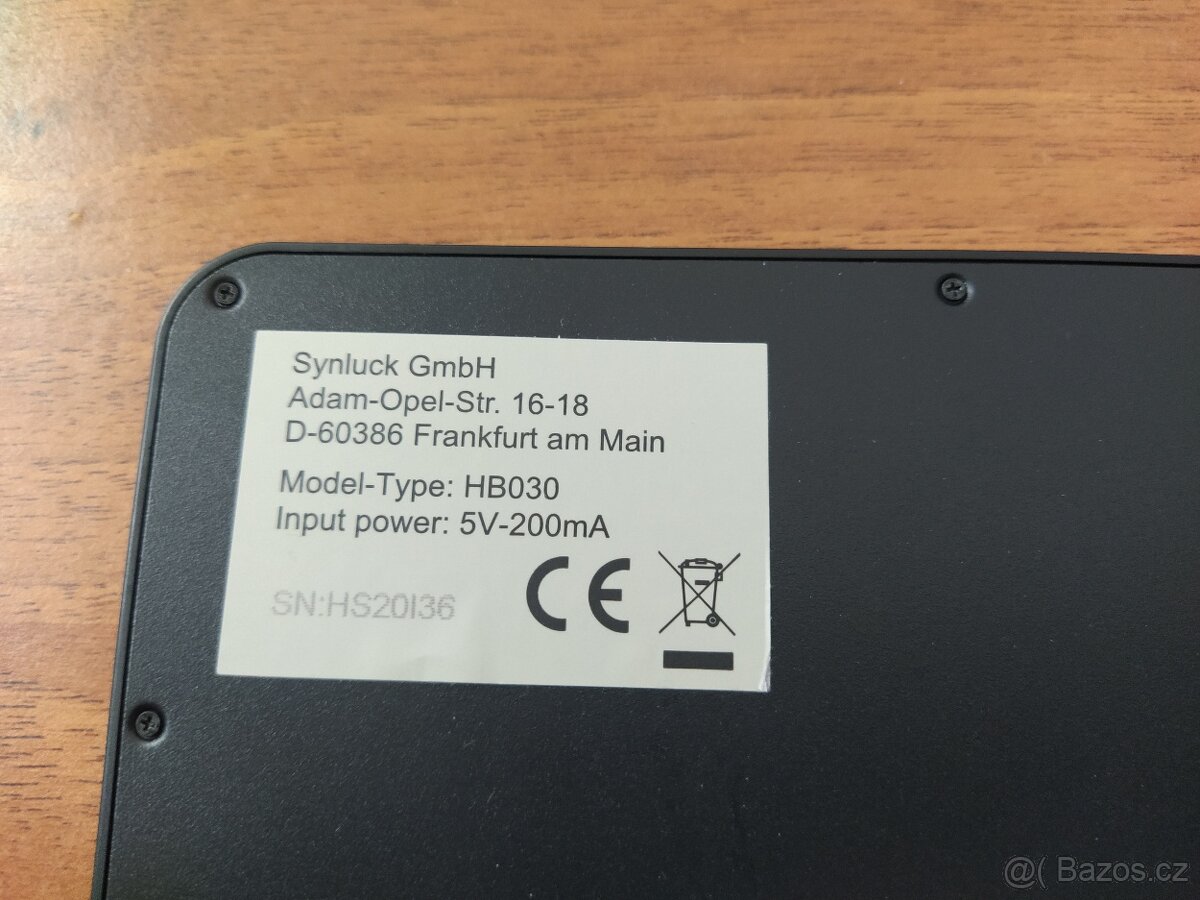 Synluck GmbH
Adam-Opel-Str. 16-18
D-60386 Frankfurt am Main
Model-Type: HB030
Input power: 5V-200mA
SN:HS20I36
CE
@( Bazos.cz